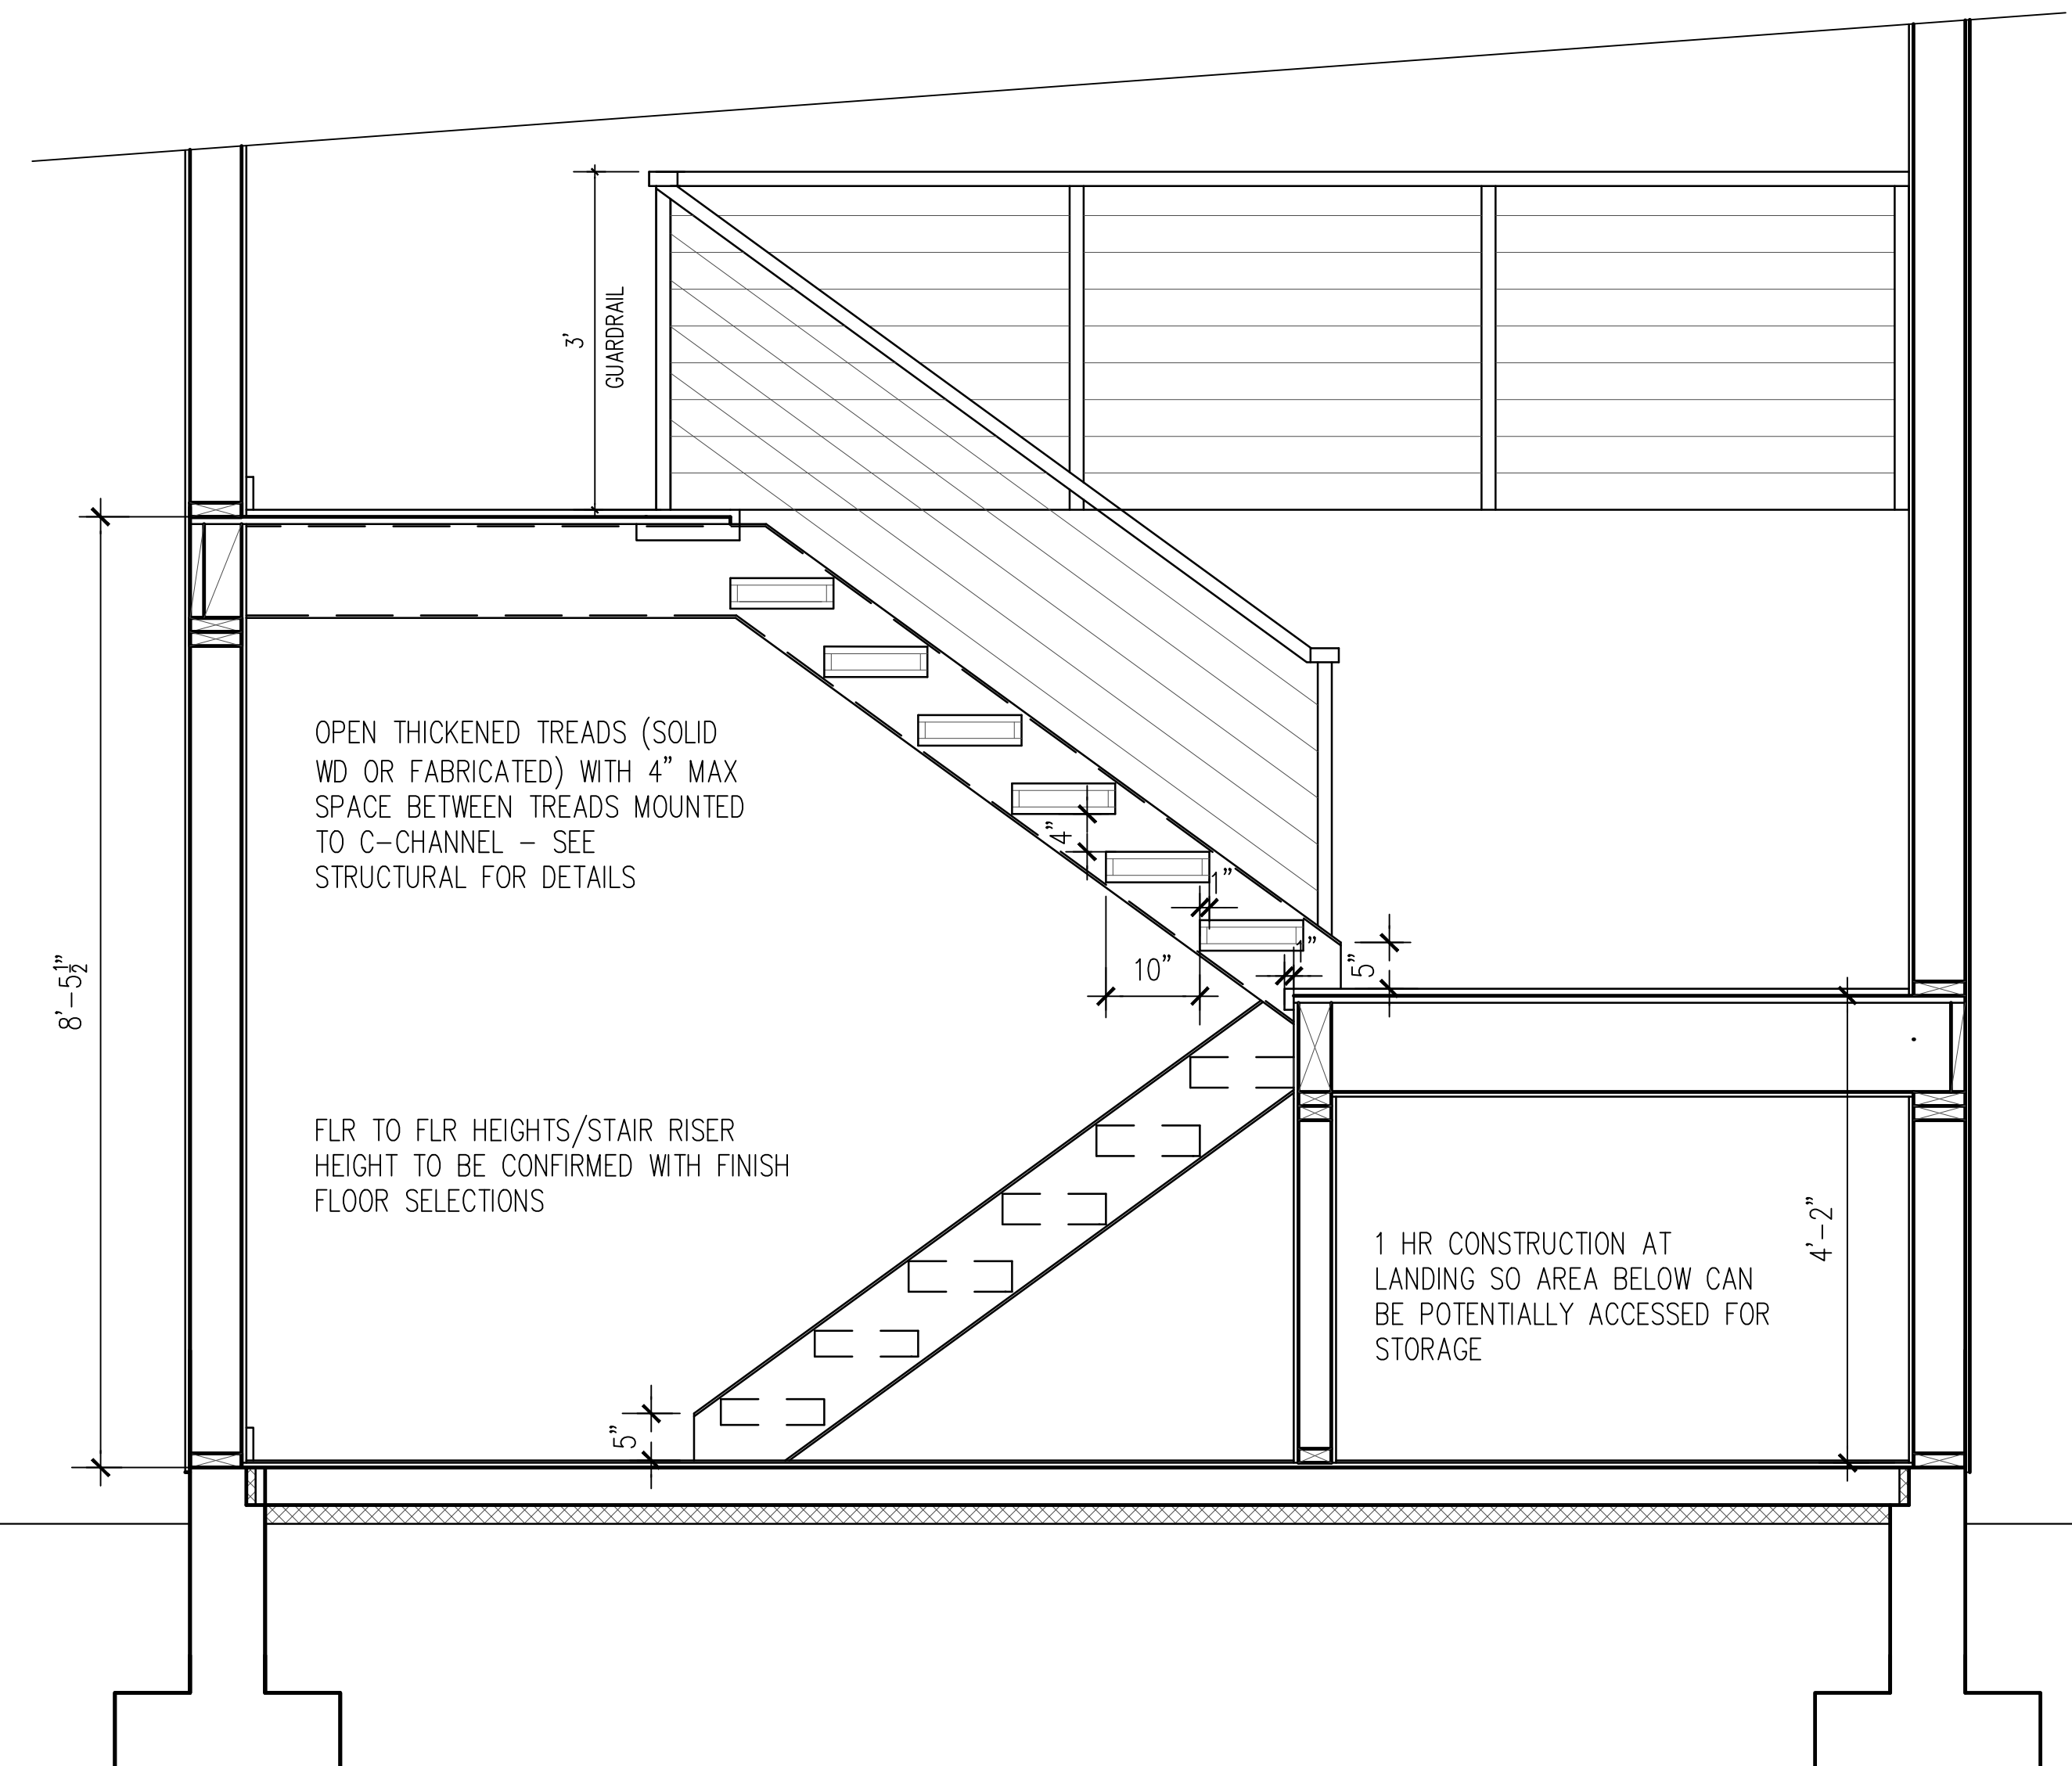 3'
GUARDRAIL
OPEN THICKENED TREADS (SOLID
WD OR FABRICATED) WITH 4" MAX
SPACE BETWEEN TREADS MOUNTED
TO C-CHANNEL - SEE
STRUCTURAL FOR DETAILS
4"
1"
1"
10"
5"
8'-5 1/2"
FLR TO FLR HEIGHTS/STAIR RISER
HEIGHT TO BE CONFIRMED WITH FINISH
FLOOR SELECTIONS
4'-2"
1 HR CONSTRUCTION AT
LANDING SO AREA BELOW CAN
BE POTENTIALLY ACCESSED FOR
STORAGE
5"